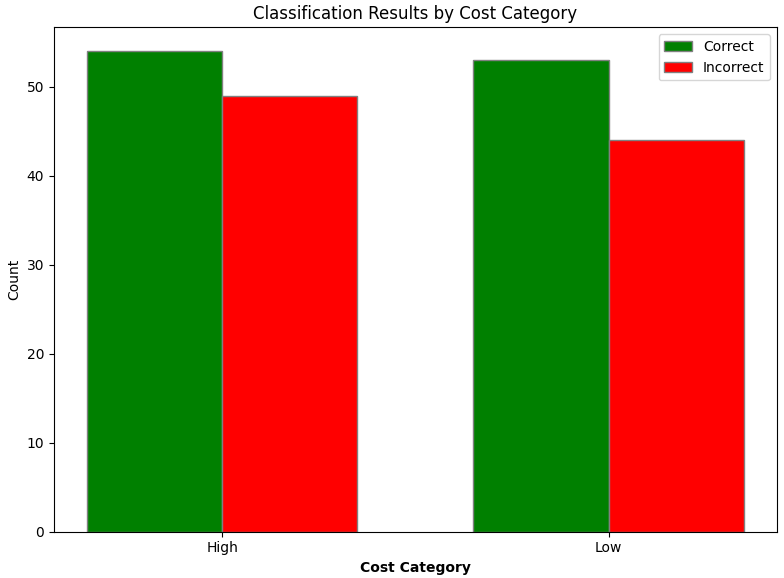 Classification Results by Cost Category
Correct
Incorrect
50
40
30
20
10
0
Count
High
Low
Cost Category